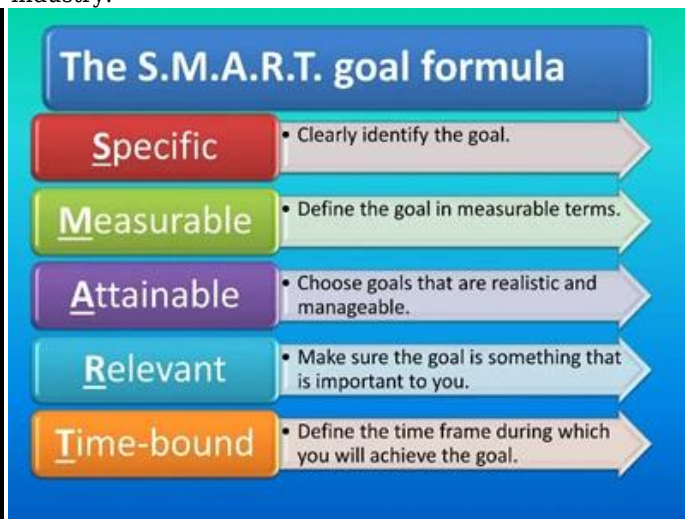 industry.
The S.M.A.R.T. goal formula
Specific
• Clearly identify the goal.
Measurable
• Define the goal in measurable terms.
Attainable
• Choose goals that are realistic and
manageable.
Relevant
• Make sure the goal is something that
is important to you.
Time-bound
• Define the time frame during which
you will achieve the goal.